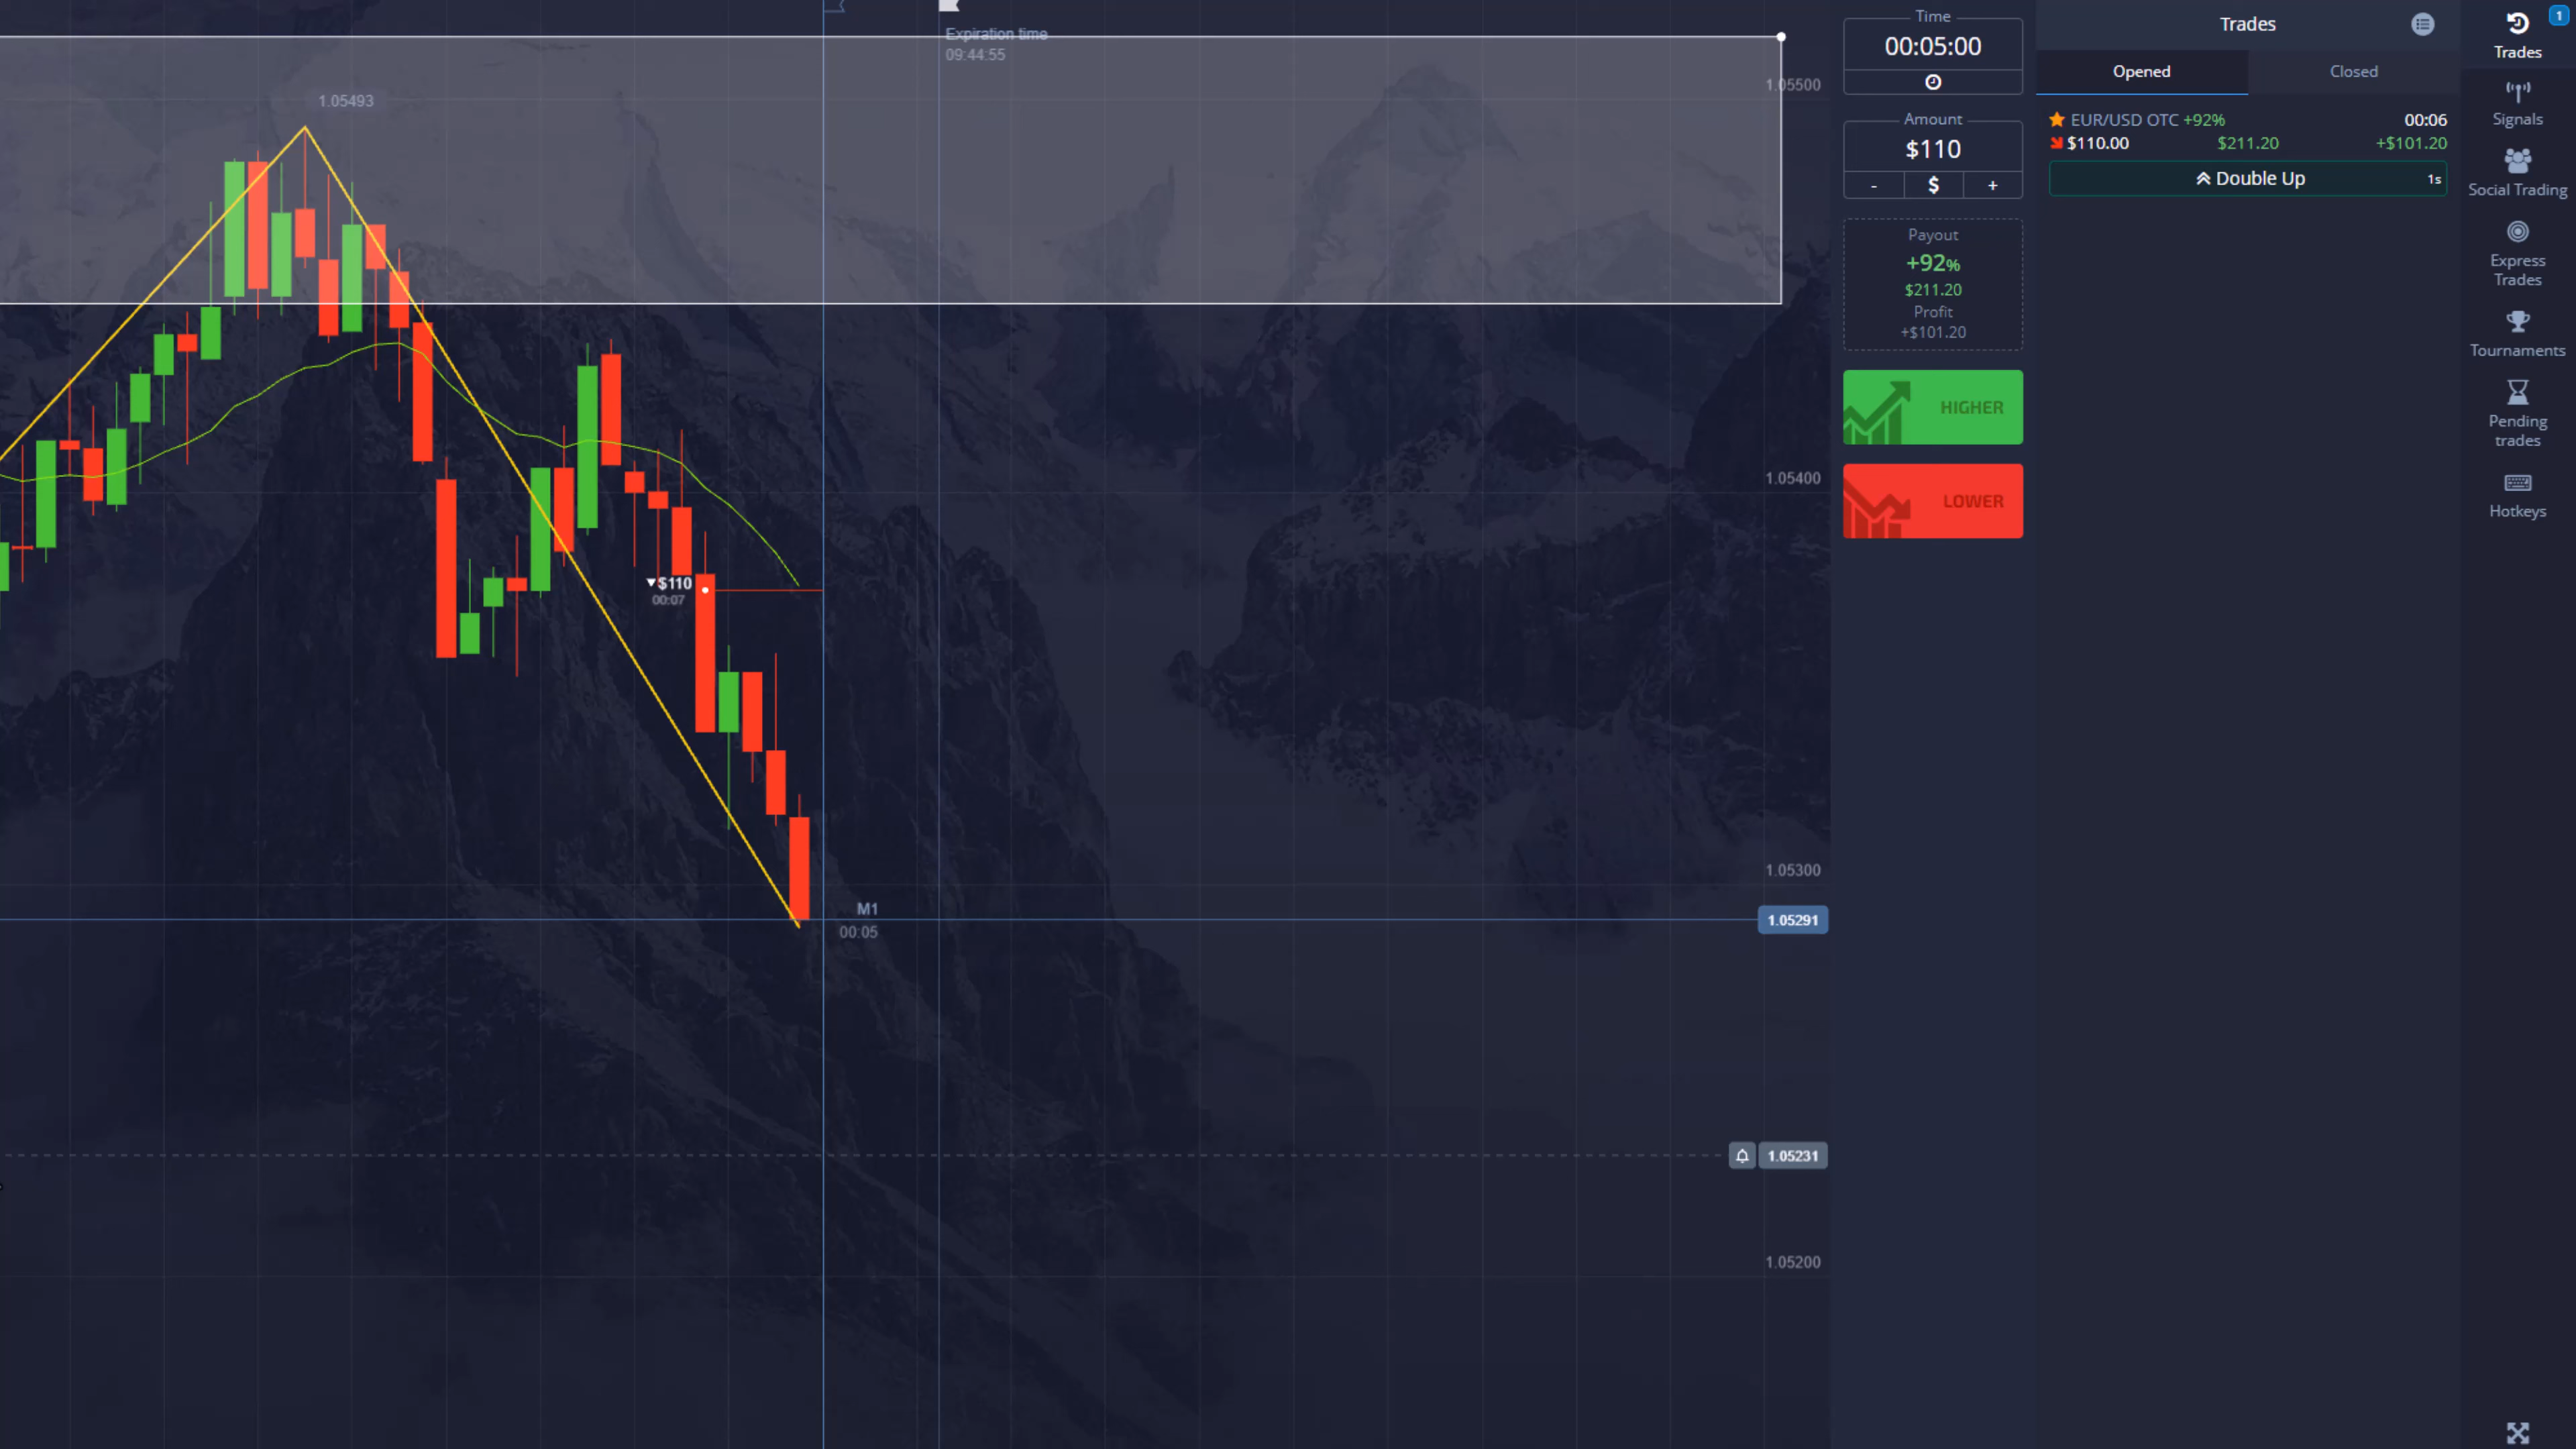 Expiration time
09:44:55
1.05493
1.05500
1.05400
1.05300
1.05200
▼$110
00:07
M1
00:05
1.05291
1.05231
Time
00:05:00
Amount
$110
-
$
+
Payout
+92%
$211.20
Profit
+$101.20
HIGHER
LOWER
Trades
Opened
Closed
EUR/USD OTC +92%
00:06
$110.00
$211.20
+$101.20
Double Up
1s
1
Trades
Signals
Social Trading
Express
Trades
Tournaments
Pending
trades
Hotkeys